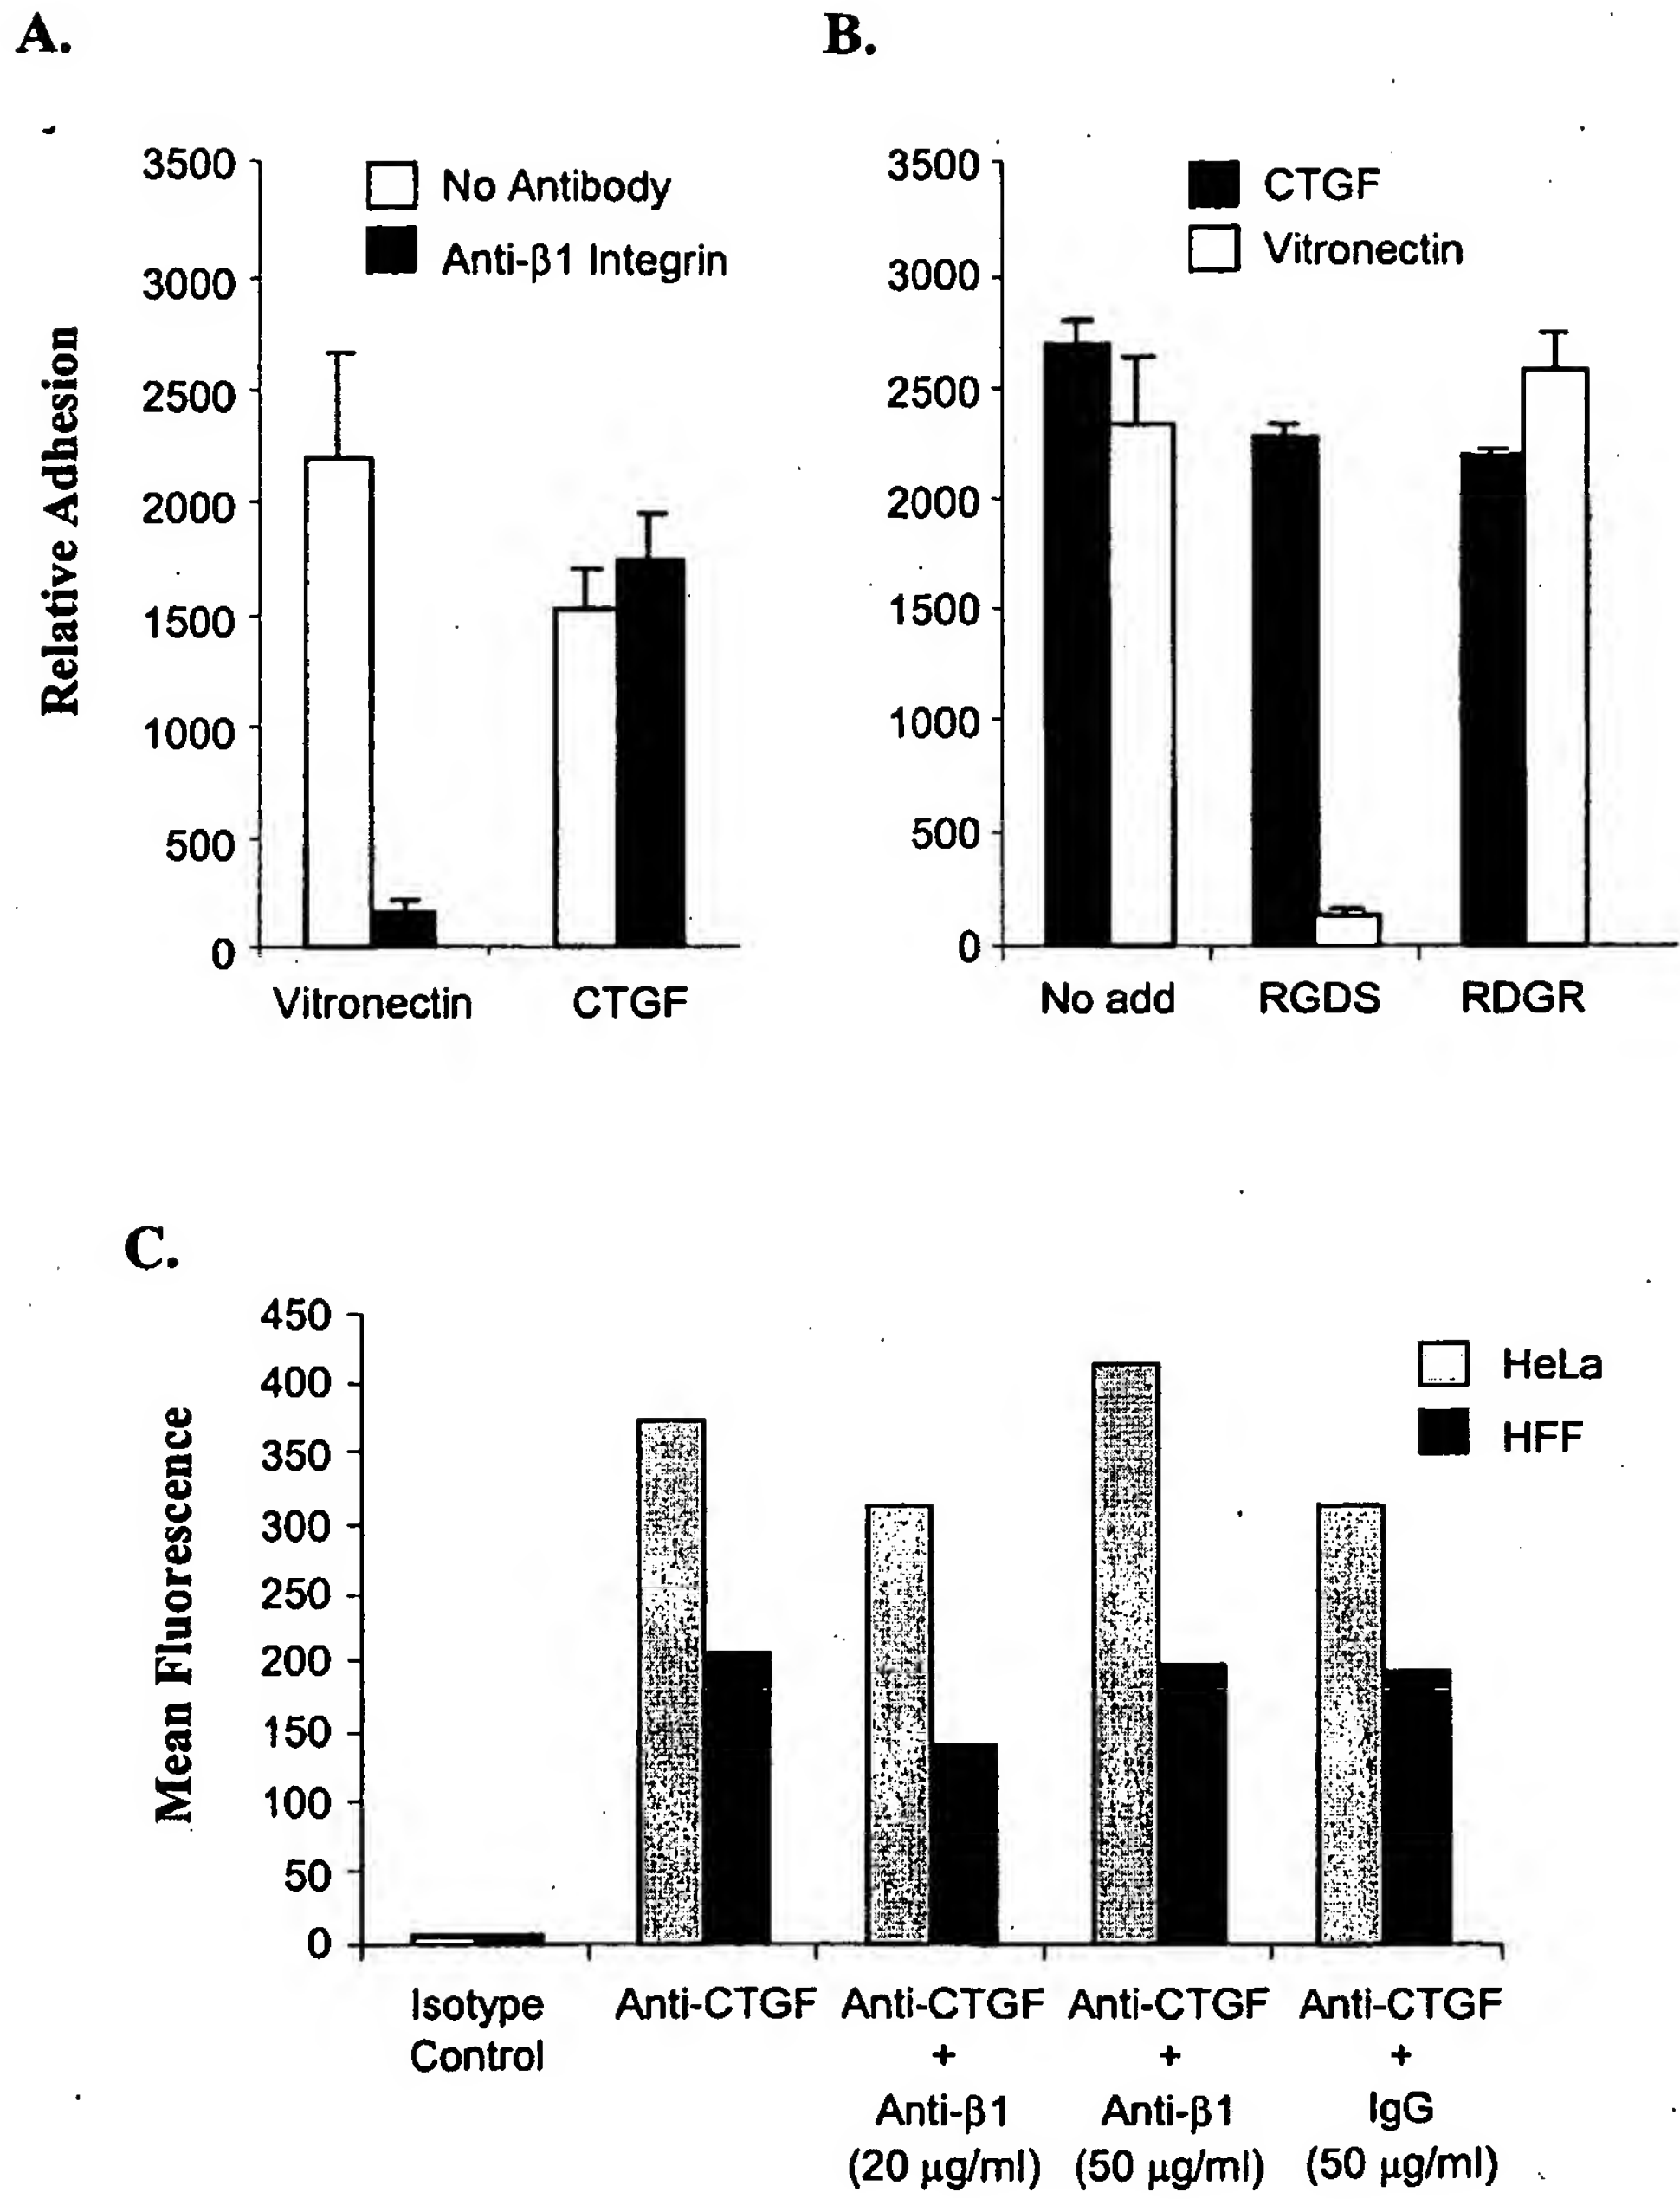 A.
B.
3500
3000
2500
2000
1500
1000
500
0
Relative Adhesion
No Antibody
Anti-β1 Integrin
Vitronectin
CTGF
3500
3000
2500
2000
1500
1000
500
0
CTGF
Vitronectin
No add
RGDS
RDGR
C.
450
400
350
300
250
200
150
100
50
0
Mean Fluorescence
HeLa
HFF
Isotype
Control
Anti-CTGF
Anti-CTGF
+
Anti-β1
(20 µg/ml)
Anti-CTGF
+
Anti-β1
(50 µg/ml)
Anti-CTGF
+
IgG
(50 µg/ml)